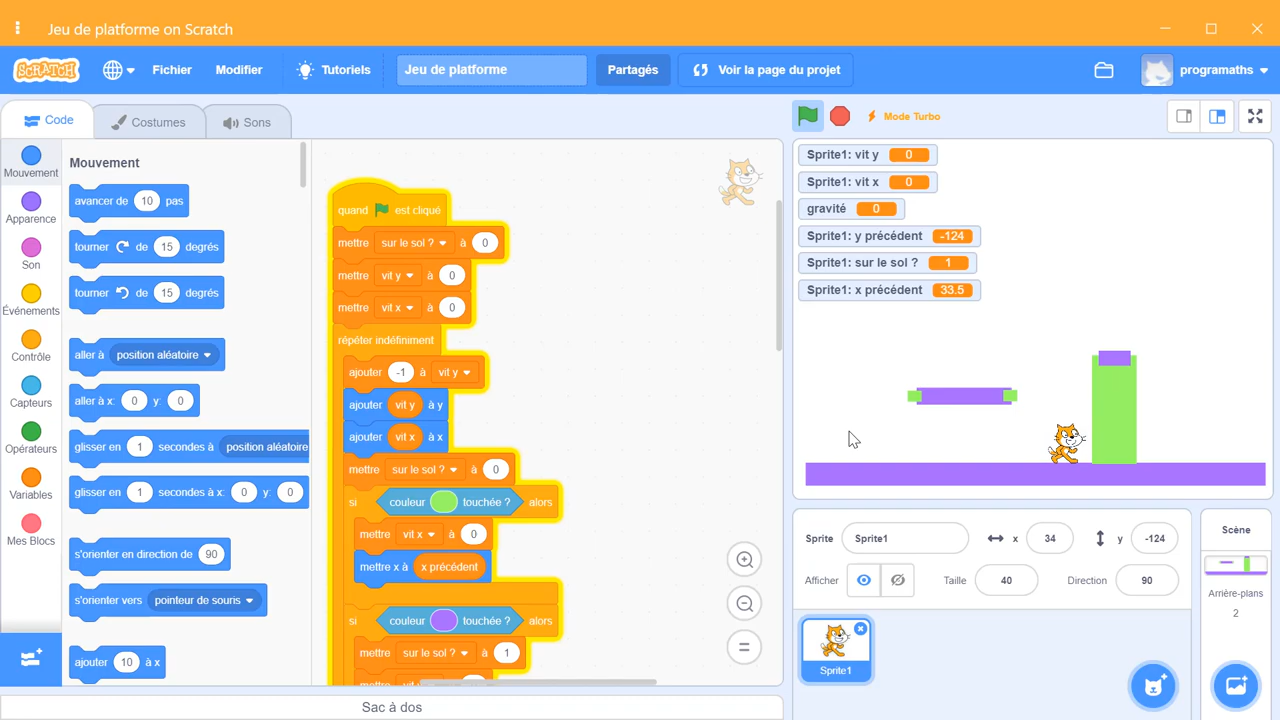 Jeu de platforme on Scratch
SCRATCH
Fichier
Modifier
Tutoriels
Jeu de platforme
Partagés
Voir la page du projet
programaths
Code
Costumes
Sons
Mode Turbo
Mouvement
Apparence
Son
Événements
Contrôle
Capteurs
Opérateurs
Variables
Mes Blocs
Mouvement
avancer de 10 pas
tourner de 15 degrés
tourner de 15 degrés
aller à position aléatoire
aller à x: 0 y: 0
glisser en 1 secondes à position aléatoire
glisser en 1 secondes à x: 0 y: 0
s'orienter en direction de 90
s'orienter vers pointeur de souris
ajouter 10 à x
quand est cliqué
mettre sur le sol ? à 0
mettre vit y à 0
mettre vit x à 0
répéter indéfiniment
ajouter -1 à vit y
ajouter vit y à y
ajouter vit x à x
mettre sur le sol ? à 0
si couleur touchée ? alors
mettre vit x à 0
mettre x à x précédent
si couleur touchée ? alors
mettre sur le sol ? à 1
Sprite1: vit y 0
Sprite1: vit x 0
gravité 0
Sprite1: y précédent -124
Sprite1: sur le sol ? 1
Sprite1: x précédent 33.5
Sprite Sprite1 x 34 y -124
Afficher Taille 40 Direction 90
Sprite1
Scène
Arrière-plans
2
Sac à dos